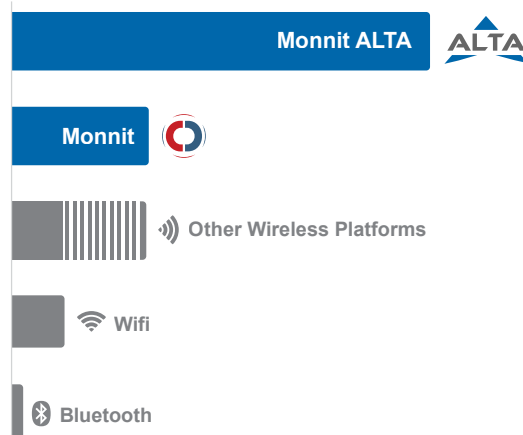 Monnit ALTA
ALTA
Monnit
Other Wireless Platforms
Wifi
Bluetooth